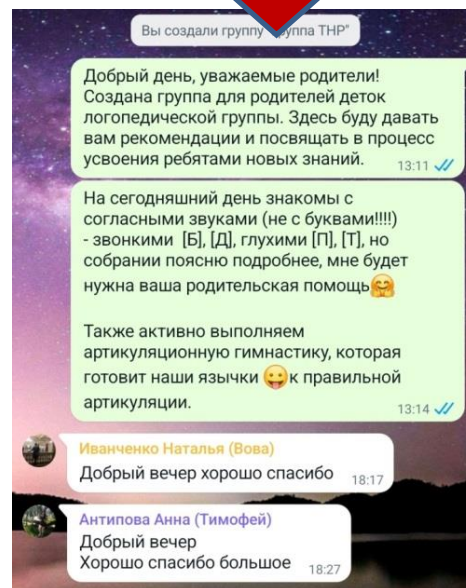 Вы создали группу "Группа ТНР"
Добрый день, уважаемые родители!
Создана группа для родителей деток
логопедической группы. Здесь буду давать
вам рекомендации и посвящать в процесс
усвоения ребятами новых знаний.
13:11
На сегодняшний день знакомы с
согласными звуками (не с буквами!!!!)
- звонкими [Б], [Д], глухими [П], [Т], но
собрании поясню подробнее, мне будет
нужна ваша родительская помощь🤗
Также активно выполняем
артикуляционную гимнастику, которая
готовит наши язычки 😛к правильной
артикуляции.
13:14
Иванченко Наталья (Вова)
Добрый вечер хорошо спасибо 18:17
Антипова Анна (Тимофей)
Добрый вечер
Хорошо спасибо большое 18:27